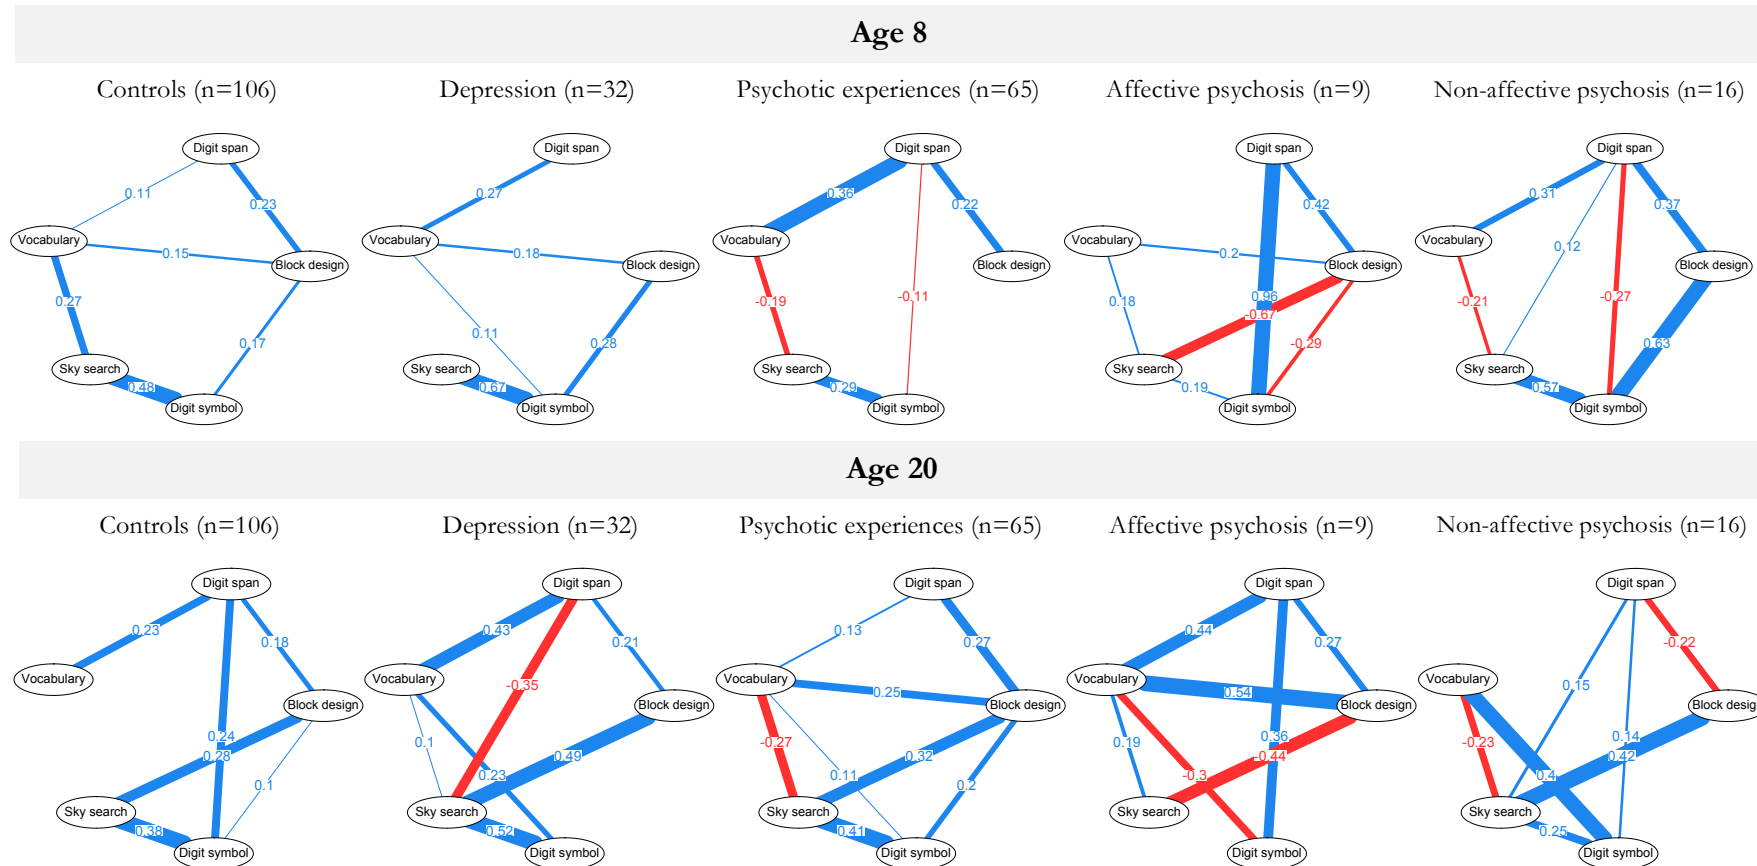 Age 8
Controls (n=106)
Depression (n=32)
Psychotic experiences (n=65)
Affective psychosis (n=9)
Non-affective psychosis (n=16)
Digit span
0.11
0.23
Vocabulary
0.15
Block design
0.27
0.17
Sky search
0.48
Digit symbol
Digit span
0.27
Vocabulary
0.18
Block design
0.11
0.28
Sky search
0.67
Digit symbol
Digit span
0.36
0.22
Vocabulary
Block design
-0.19
-0.11
Sky search
0.29
Digit symbol
Digit span
0.42
Vocabulary
0.2
Block design
0.18
0.96
-0.67
-0.29
Sky search
0.19
Digit symbol
Digit span
0.31
0.37
Vocabulary
0.12
Block design
-0.21
-0.27
0.63
Sky search
0.57
Digit symbol
Age 20
Controls (n=106)
Depression (n=32)
Psychotic experiences (n=65)
Affective psychosis (n=9)
Non-affective psychosis (n=16)
Digit span
0.23
0.18
Vocabulary
Block design
0.24
0.28
0.1
Sky search
0.38
Digit symbol
Digit span
0.43
0.21
Vocabulary
-0.35
Block design
0.1
0.49
0.23
Sky search
0.52
Digit symbol
Digit span
0.13
0.27
Vocabulary
0.25
Block design
-0.27
0.32
0.11
0.2
Sky search
0.41
Digit symbol
Digit span
0.44
0.27
Vocabulary
0.54
Block design
0.19
0.36
-0.44
-0.3
Sky search
Digit symbol
Digit span
-0.22
Vocabulary
0.15
Block desig
-0.23
0.14
0.42
0.4
Sky search
0.25
Digit symbol